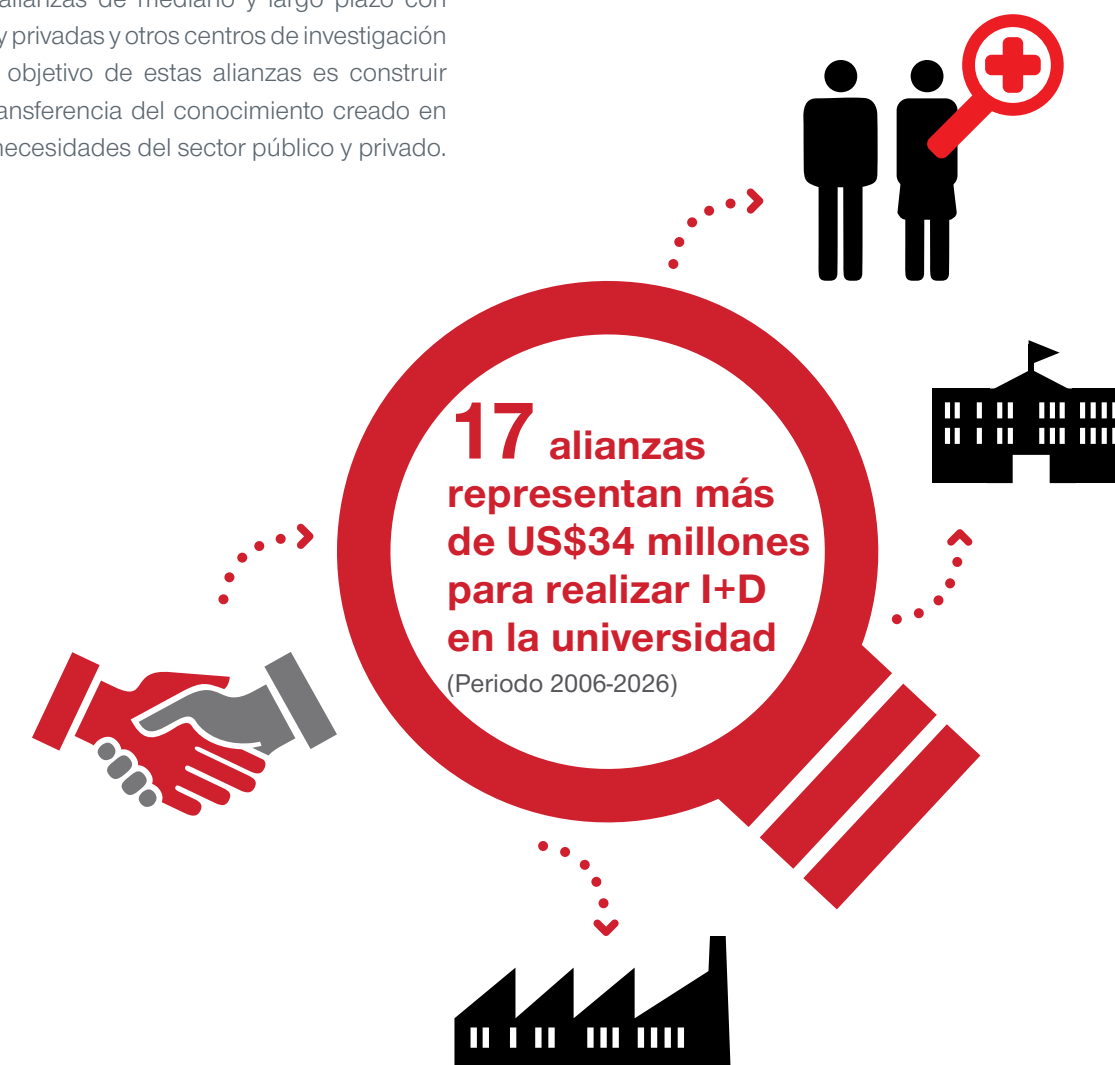 alianzas de mediano y largo plazo con
y privadas y otros centros de investigación
objetivo de estas alianzas es construir
ansferencia del conocimiento creado en
necesidades del sector público y privado.
17 alianzas
representan más
de US$34 millones
para realizar I+D
en la universidad
(Periodo 2006-2026)